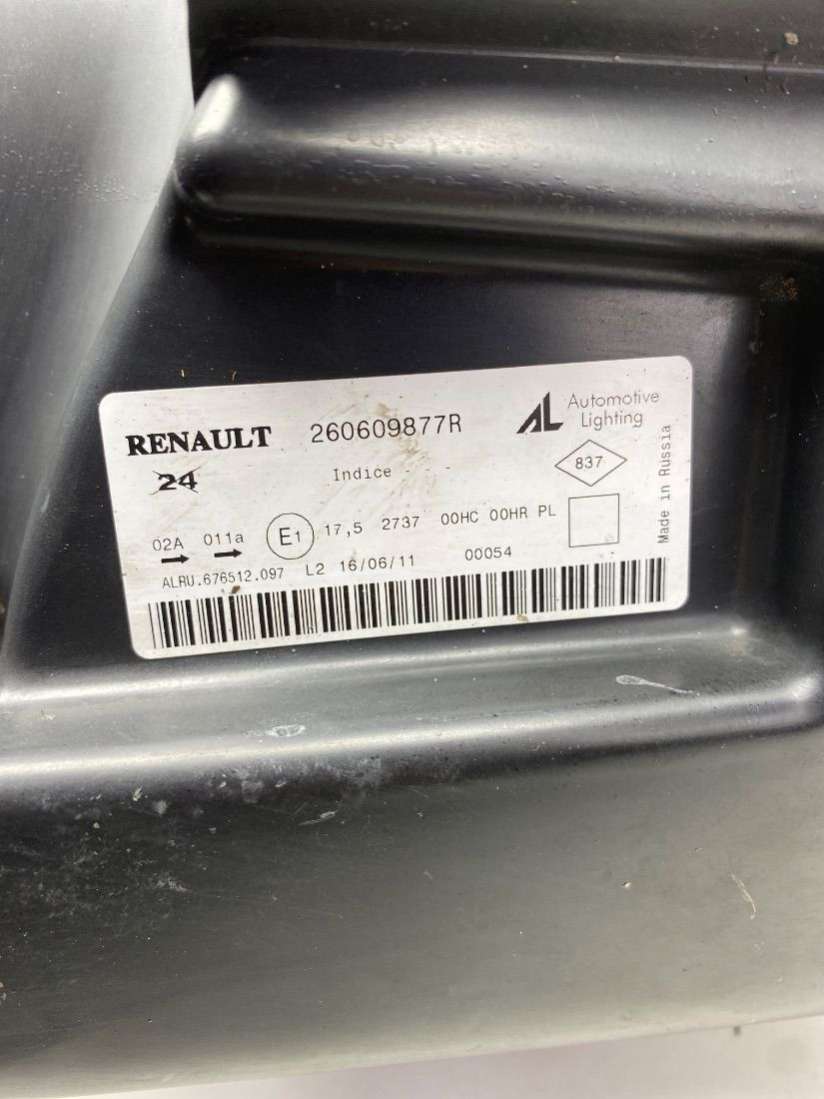 RENAULT 260609877R AL Automotive Lighting
24 Indice - - - 837
02A 011a E1 17,5 2737 00HC 00HR PL
ALRU.676512.097 L2 16/06/11 00054
Made in Russia